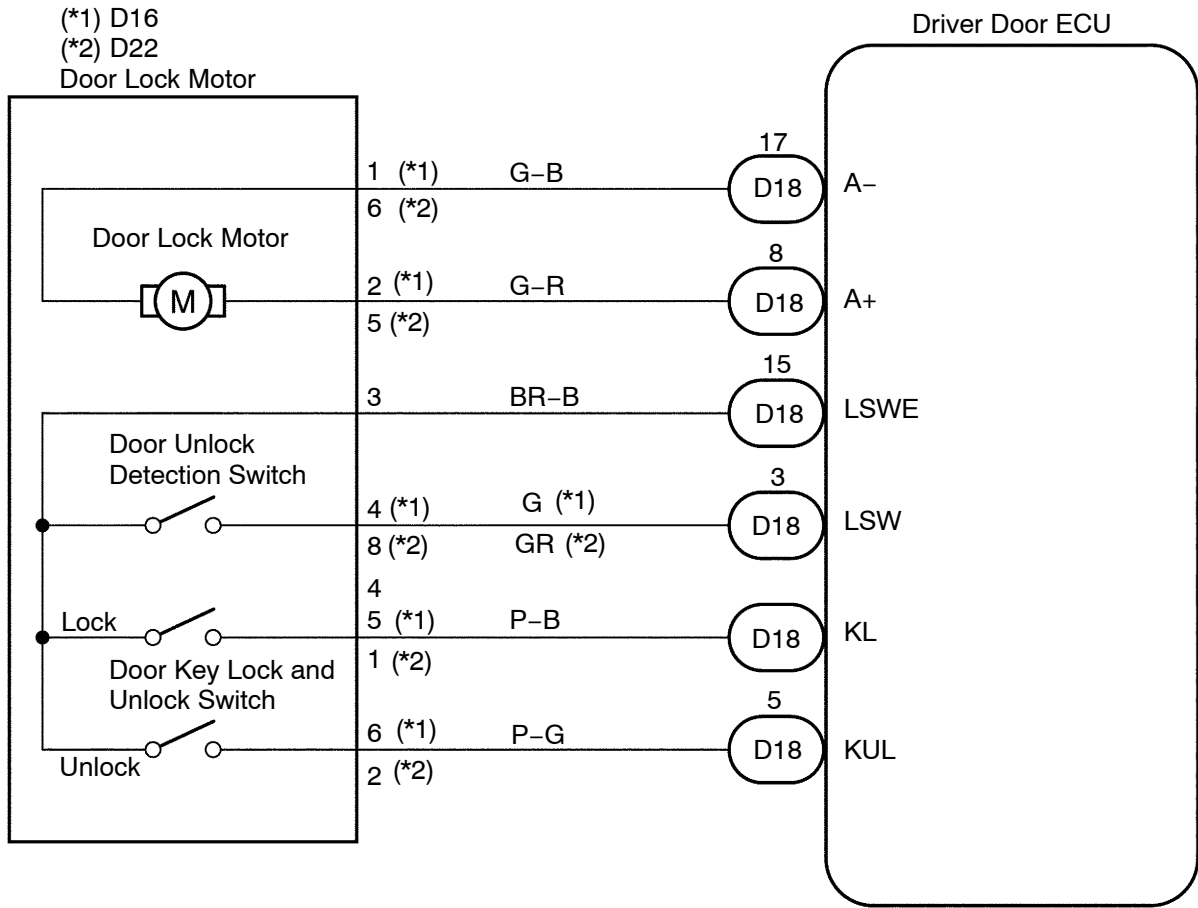 (*1) D16
(*2) D22
Door Lock Motor
Driver Door ECU
1 (*1) G–B
6 (*2)
17
D18
A–
Door Lock Motor
M
2 (*1) G–R
5 (*2)
8
D18
A+
3 BR–B
15
D18
LSWE
Door Unlock
Detection Switch
4 (*1) G (*1)
8 (*2) GR (*2)
3
D18
LSW
4
Lock
5 (*1) P–B
1 (*2)
D18
KL
Door Key Lock and
Unlock Switch
Unlock
6 (*1) P–G
2 (*2)
5
D18
KUL